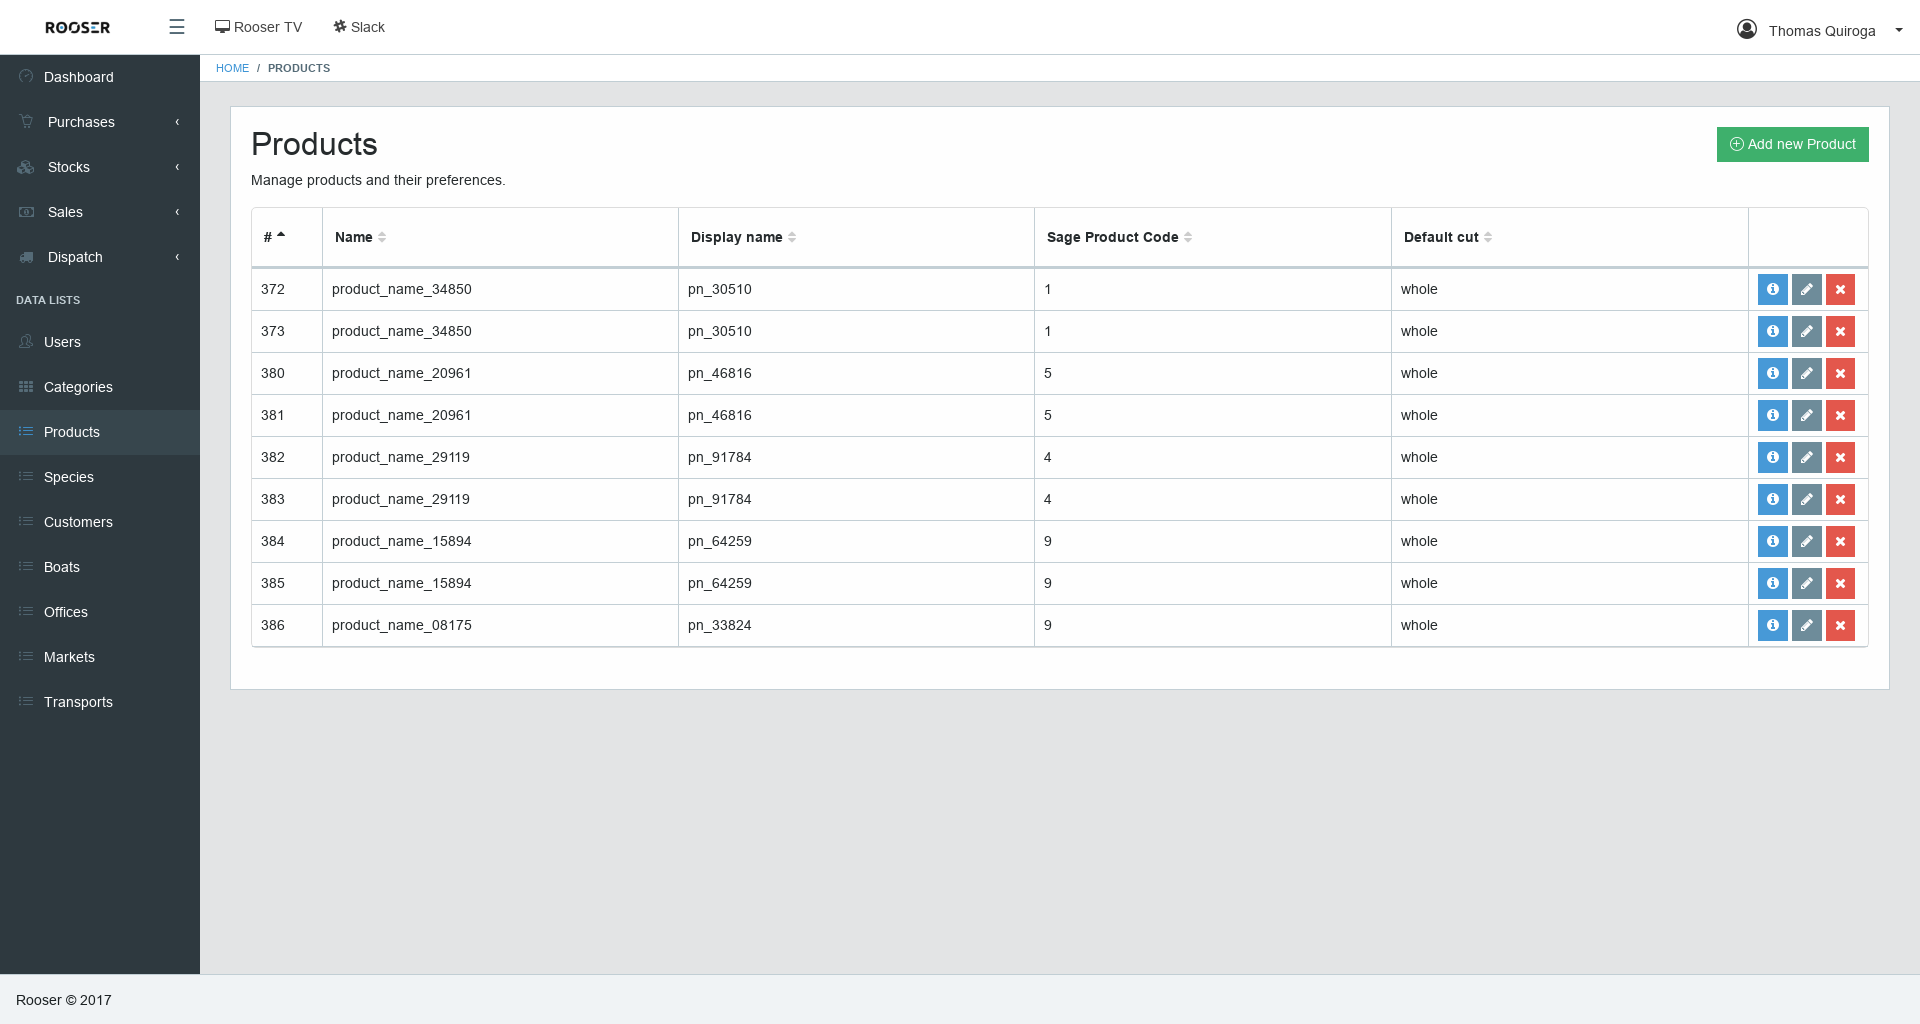 ROOSER
Rooser TV
Slack
Thomas Quiroga
Dashboard
Purchases
Stocks
Sales
Dispatch
DATA LISTS
Users
Categories
Products
Species
Customers
Boats
Offices
Markets
Transports
HOME / PRODUCTS
Products
Add new Product
Manage products and their preferences.
# Name Display name Sage Product Code Default cut
372 product_name_34850 pn_30510 1 whole
373 product_name_34850 pn_30510 1 whole
380 product_name_20961 pn_46816 5 whole
381 product_name_20961 pn_46816 5 whole
382 product_name_29119 pn_91784 4 whole
383 product_name_29119 pn_91784 4 whole
384 product_name_15894 pn_64259 9 whole
385 product_name_15894 pn_64259 9 whole
386 product_name_08175 pn_33824 9 whole
Rooser © 2017